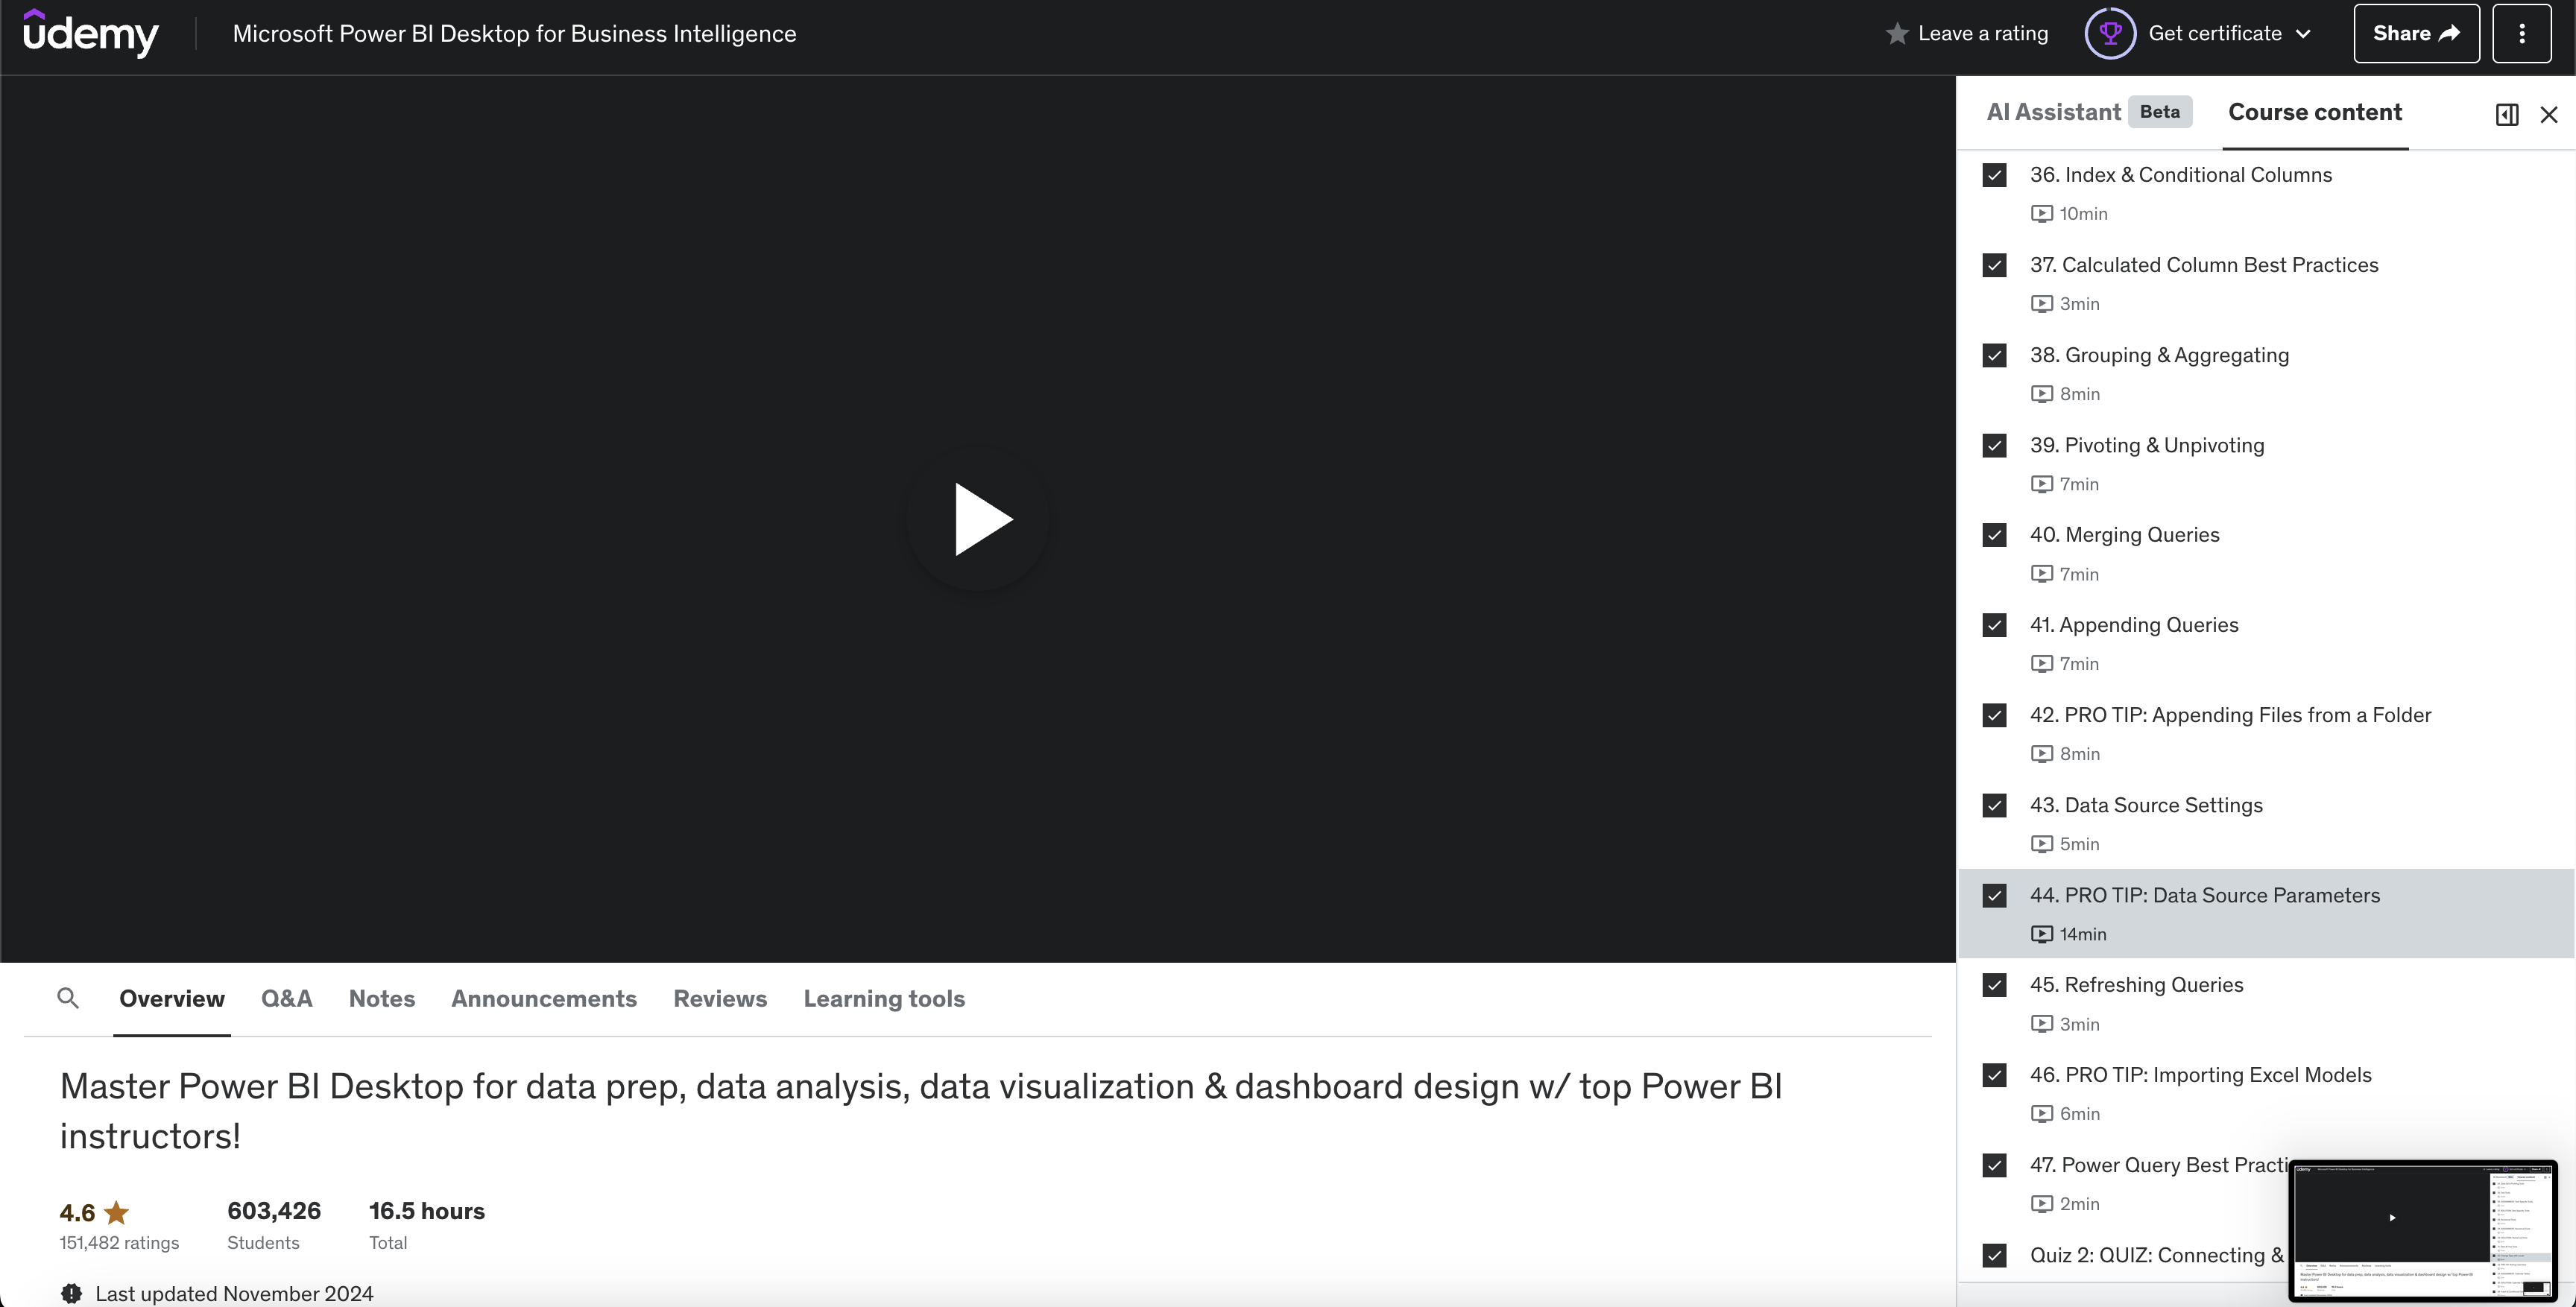 udemy
Microsoft Power BI Desktop for Business Intelligence
Leave a rating
Get certificate
Share
AI Assistant Beta
Course content
36. Index & Conditional Columns
10min
37. Calculated Column Best Practices
3min
38. Grouping & Aggregating
8min
39. Pivoting & Unpivoting
7min
40. Merging Queries
7min
41. Appending Queries
7min
42. PRO TIP: Appending Files from a Folder
8min
43. Data Source Settings
5min
44. PRO TIP: Data Source Parameters
14min
45. Refreshing Queries
3min
46. PRO TIP: Importing Excel Models
6min
47. Power Query Best Practi
2min
Quiz 2: QUIZ: Connecting &
Overview
Q&A
Notes
Announcements
Reviews
Learning tools
Master Power BI Desktop for data prep, data analysis, data visualization & dashboard design w/ top Power BI
instructors!
4.6
603,426
16.5 hours
151,482 ratings
Students
Total
Last updated November 2024